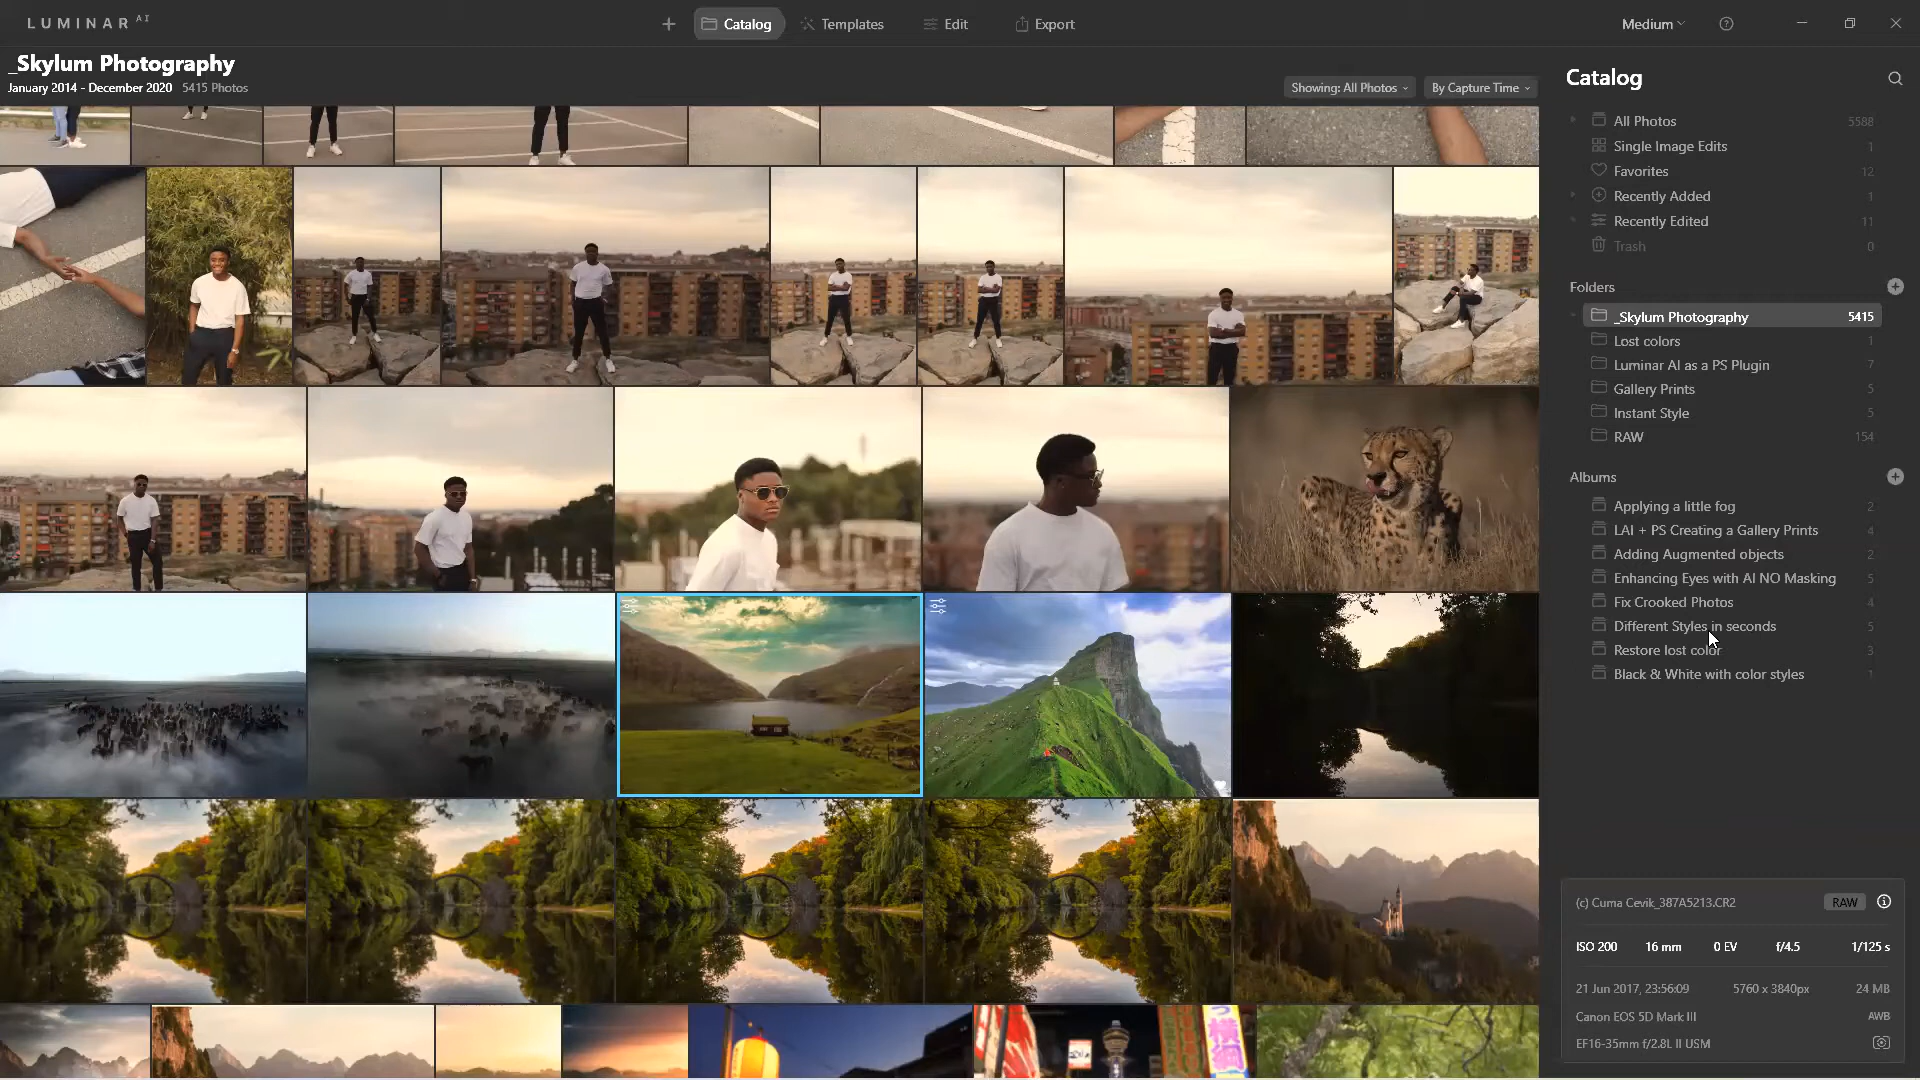 LUMINAR AI
Catalog
Templates
Edit
Export
Medium
_Skylum Photography
January 2014 - December 2020 5415 Photos
Showing: All Photos
By Capture Time
Catalog
All Photos 5588
Single Image Edits 1
Favorites 12
Recently Added 1
Recently Edited 11
Trash 0
Folders
_Skylum Photography 5415
Lost colors 1
Luminar AI as a PS Plugin 7
Gallery Prints 5
Instant Style 5
RAW 154
Albums
Applying a little fog 2
LAI + PS Creating a Gallery Prints 4
Adding Augmented objects 2
Enhancing Eyes with AI NO Masking 5
Fix Crooked Photos 4
Different Styles in seconds 5
Restore lost color 3
Black & White with color styles 1
(c) Cuma Cevik_387A5213.CR2 RAW
ISO 200 16 mm 0 EV f/4.5 1/125 s
21 Jun 2017, 23:56:09 5760 x 3840px 24 MB
Canon EOS 5D Mark III AWB
EF16-35mm f/2.8L II USM